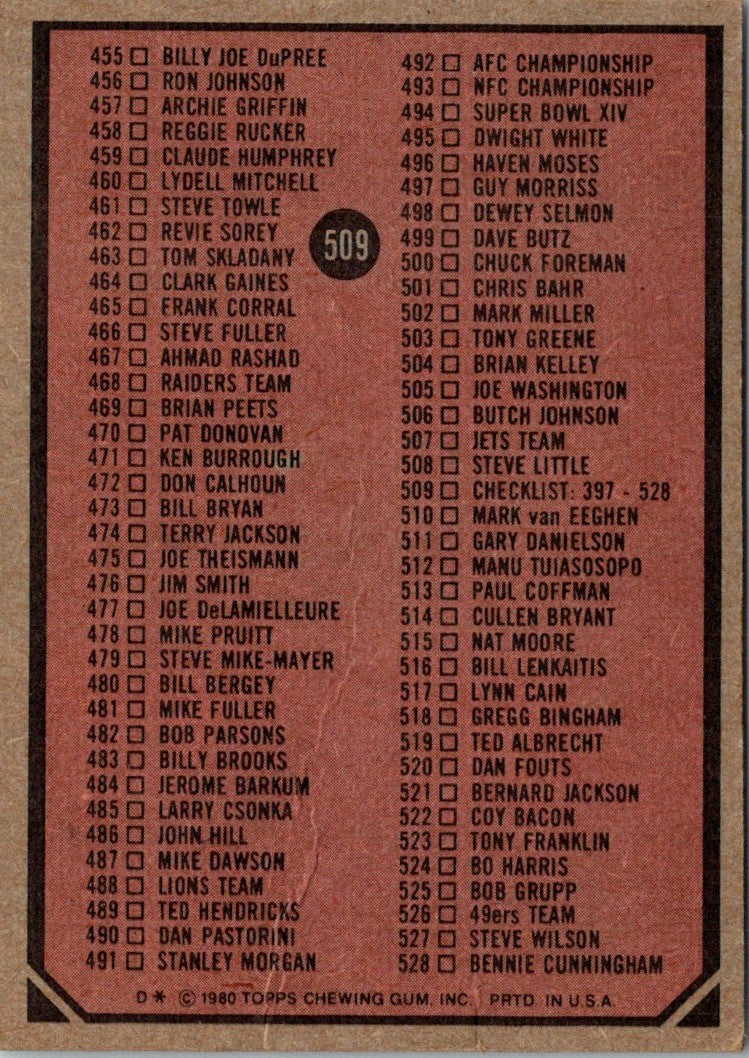 455 □ BILLY JOE DuPREE
456 □ RON JOHNSON
457 □ ARCHIE GRIFFIN
458 □ REGGIE RUCKER
459 □ CLAUDE HUMPHREY
460 □ LYDELL MITCHELL
461 □ STEVE TOWLE
462 □ REVIE SOREY
463 □ TOM SKLADANY
464 □ CLARK GAINES
465 □ FRANK CORRAL
466 □ STEVE FULLER
467 □ AHMAD RASHAD
468 □ RAIDERS TEAM
469 □ BRIAN PEETS
470 □ PAT DONOVAN
471 □ KEN BURROUGH
472 □ DON CALHOUN
473 □ BILL BRYAN
474 □ TERRY JACKSON
475 □ JOE THEISMANN
476 □ JIM SMITH
477 □ JOE DeLAMIELLEURE
478 □ MIKE PRUITT
479 □ STEVE MIKE-MAYER
480 □ BILL BERGEY
481 □ MIKE FULLER
482 □ BOB PARSONS
483 □ BILLY BROOKS
484 □ JEROME BARKUM
485 □ LARRY CSONKA
486 □ JOHN HILL
487 □ MIKE DAWSON
488 □ LIONS TEAM
489 □ TED HENDRICKS
490 □ DAN PASTORINI
491 □ STANLEY MORGAN
509
492 □ AFC CHAMPIONSHIP
493 □ NFC CHAMPIONSHIP
494 □ SUPER BOWL XIV
495 □ DWIGHT WHITE
496 □ HAVEN MOSES
497 □ GUY MORRISS
498 □ DEWEY SELMON
499 □ DAVE BUTZ
500 □ CHUCK FOREMAN
501 □ CHRIS BAHR
502 □ MARK MILLER
503 □ TONY GREENE
504 □ BRIAN KELLEY
505 □ JOE WASHINGTON
506 □ BUTCH JOHNSON
507 □ JETS TEAM
508 □ STEVE LITTLE
509 □ CHECKLIST: 397 - 528
510 □ MARK van EEGHEN
511 □ GARY DANIELSON
512 □ MANU TUIASOSOPO
513 □ PAUL COFFMAN
514 □ CULLEN BRYANT
515 □ NAT MOORE
516 □ BILL LENKAITIS
517 □ LYNN CAIN
518 □ GREGG BINGHAM
519 □ TED ALBRECHT
520 □ DAN FOUTS
521 □ BERNARD JACKSON
522 □ COY BACON
523 □ TONY FRANKLIN
524 □ BO HARRIS
525 □ BOB GRUPP
526 □ 49ers TEAM
527 □ STEVE WILSON
528 □ BENNIE CUNNINGHAM
D * © 1980 TOPPS CHEWING GUM, INC. PRTD. IN U.S.A.